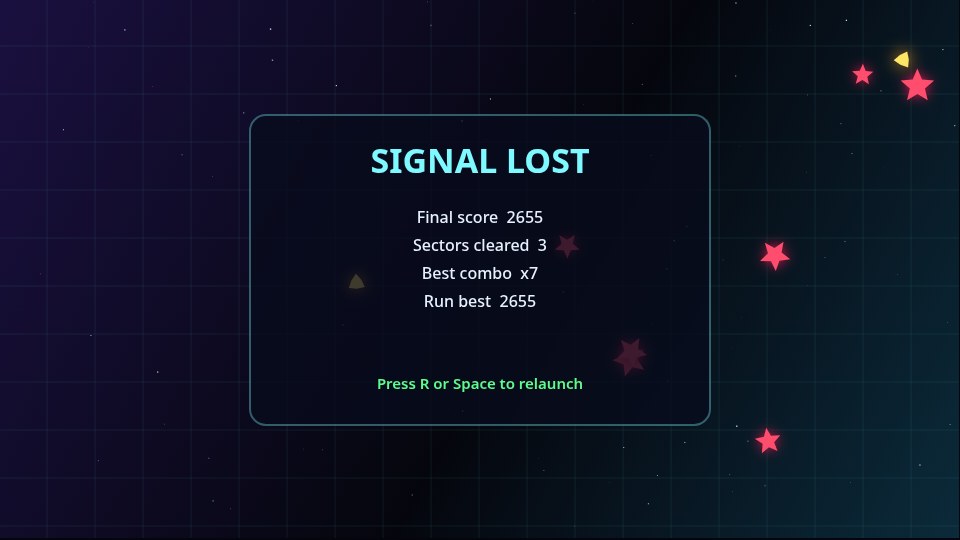 SIGNAL LOST
Final score 2655
Sectors cleared 3
Best combo x7
Run best 2655
Press R or Space to relaunch